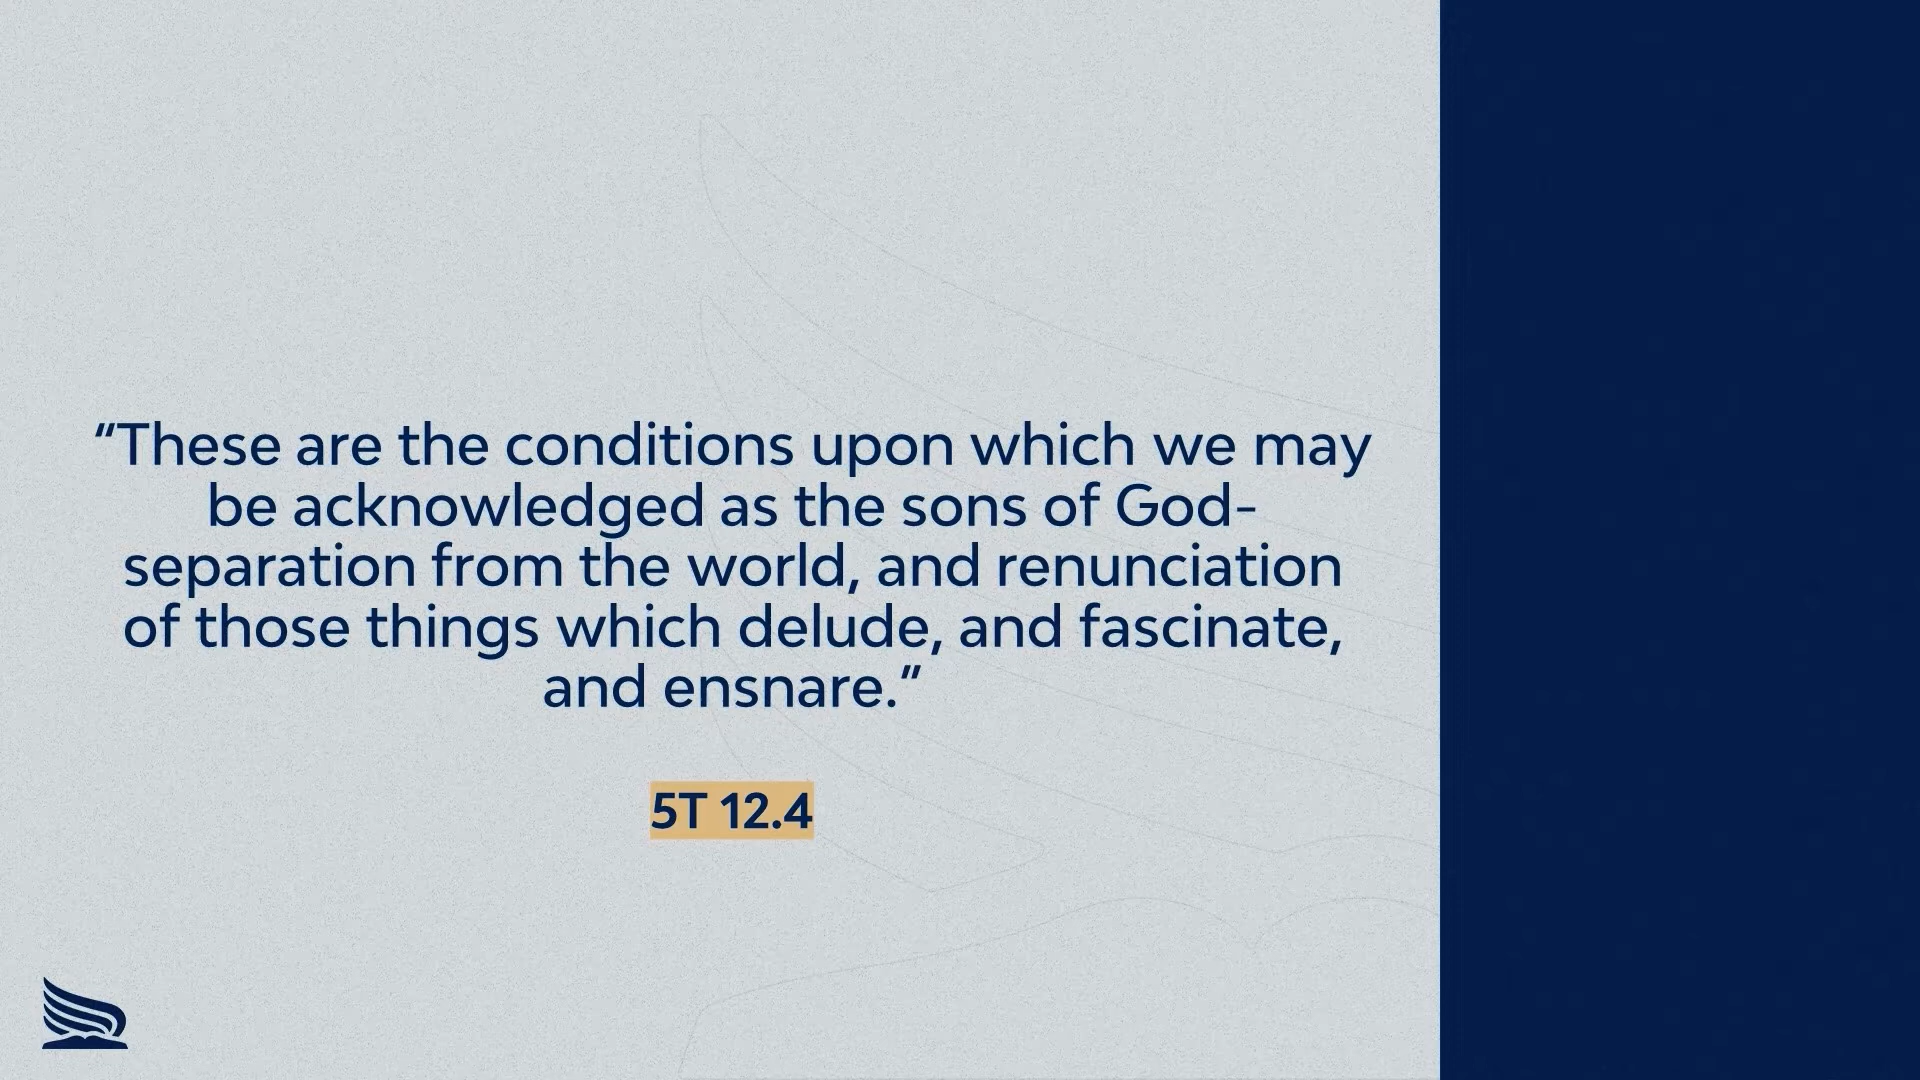 “These are the conditions upon which we may
be acknowledged as the sons of God-
separation from the world, and renunciation
of those things which delude, and fascinate,
and ensnare.”
5T 12.4